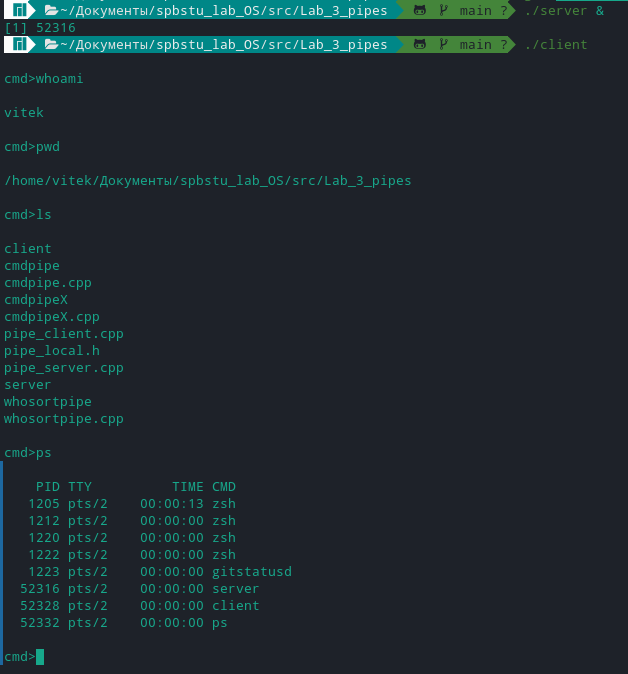 ~/Документы/spbstu_lab_OS/src/Lab_3_pipes main ? ./server &
[1] 52316
~/Документы/spbstu_lab_OS/src/Lab_3_pipes main ? ./client
cmd>whoami
vitek
cmd>pwd
/home/vitek/Документы/spbstu_lab_OS/src/Lab_3_pipes
cmd>ls
client
cmdpipe
cmdpipe.cpp
cmdpipeX
cmdpipeX.cpp
pipe_client.cpp
pipe_local.h
pipe_server.cpp
server
whosortpipe
whosortpipe.cpp
cmd>ps
PID TTY TIME CMD
1205 pts/2 00:00:13 zsh
1212 pts/2 00:00:00 zsh
1220 pts/2 00:00:00 zsh
1222 pts/2 00:00:00 zsh
1223 pts/2 00:00:00 gitstatusd
52316 pts/2 00:00:00 server
52328 pts/2 00:00:00 client
52332 pts/2 00:00:00 ps
cmd>